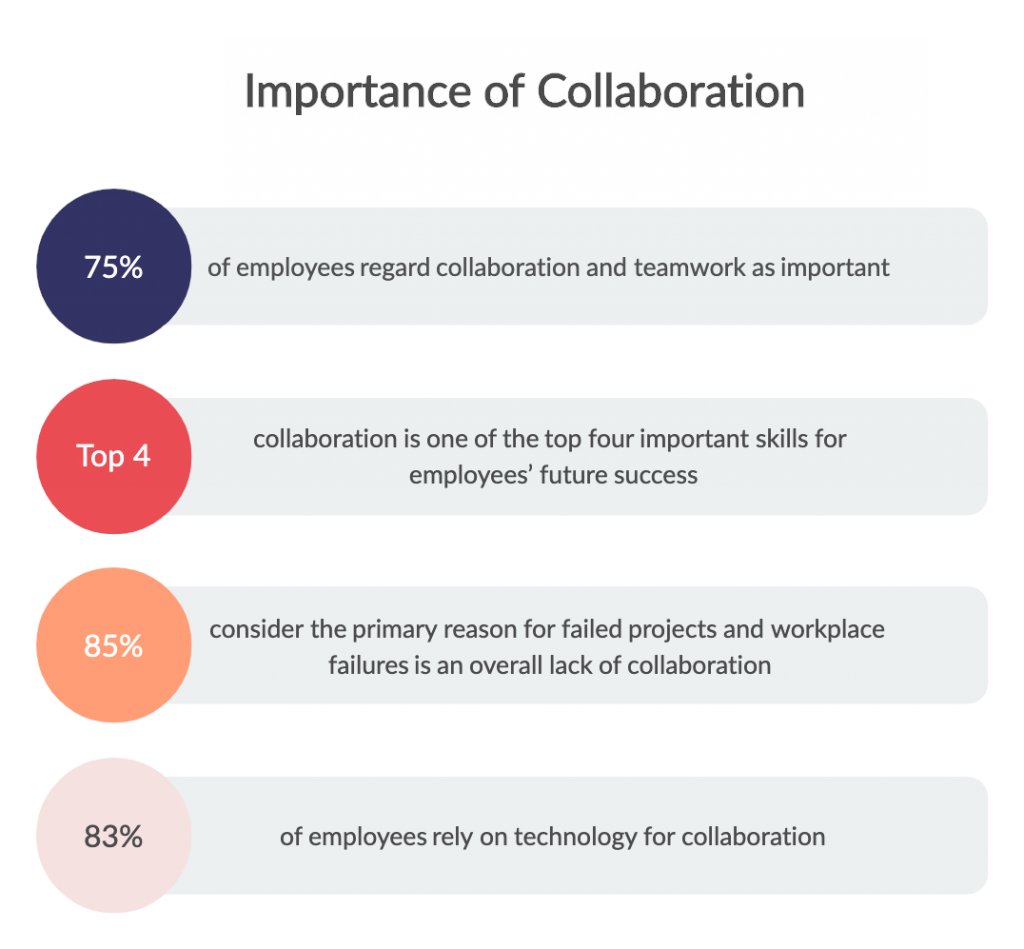 Importance of Collaboration
75%
of employees regard collaboration and teamwork as important
Top 4
collaboration is one of the top four important skills for
employees’ future success
85%
consider the primary reason for failed projects and workplace
failures is an overall lack of collaboration
83%
of employees rely on technology for collaboration